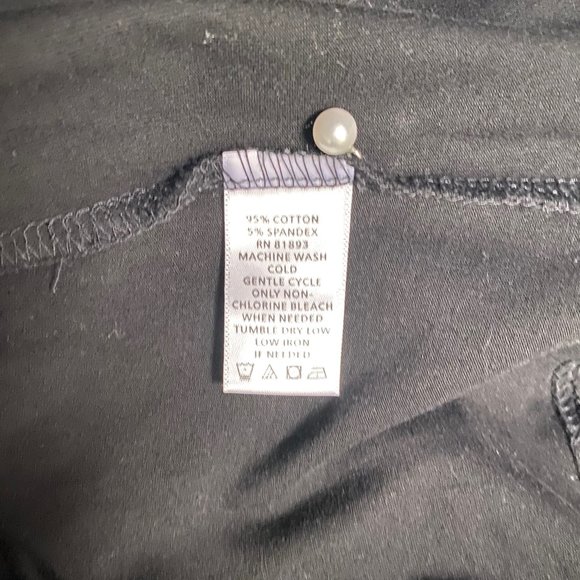 95% COTTON
5% SPANDEX
RN 81893
MACHINE WASH
COLD
GENTLE CYCLE
ONLY NON-
CHLORINE BLEACH
WHEN NEEDED
TUMBLE DRY LOW
LOW IRON
IF NEEDED